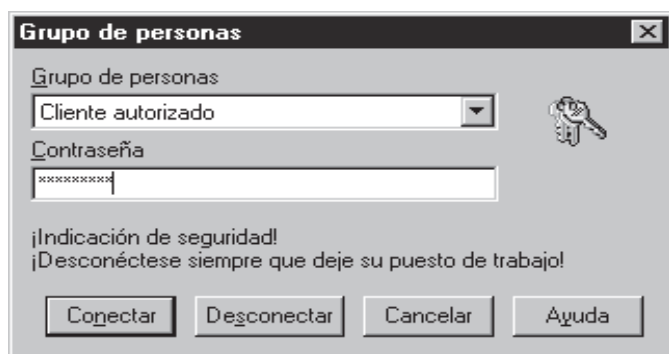 Grupo de personas
Grupo de personas
Cliente autorizado
Contraseña
*********
¡Indicación de seguridad!
¡Desconéctese siempre que deje su puesto de trabajo!
Conectar Desconectar Cancelar Ayuda